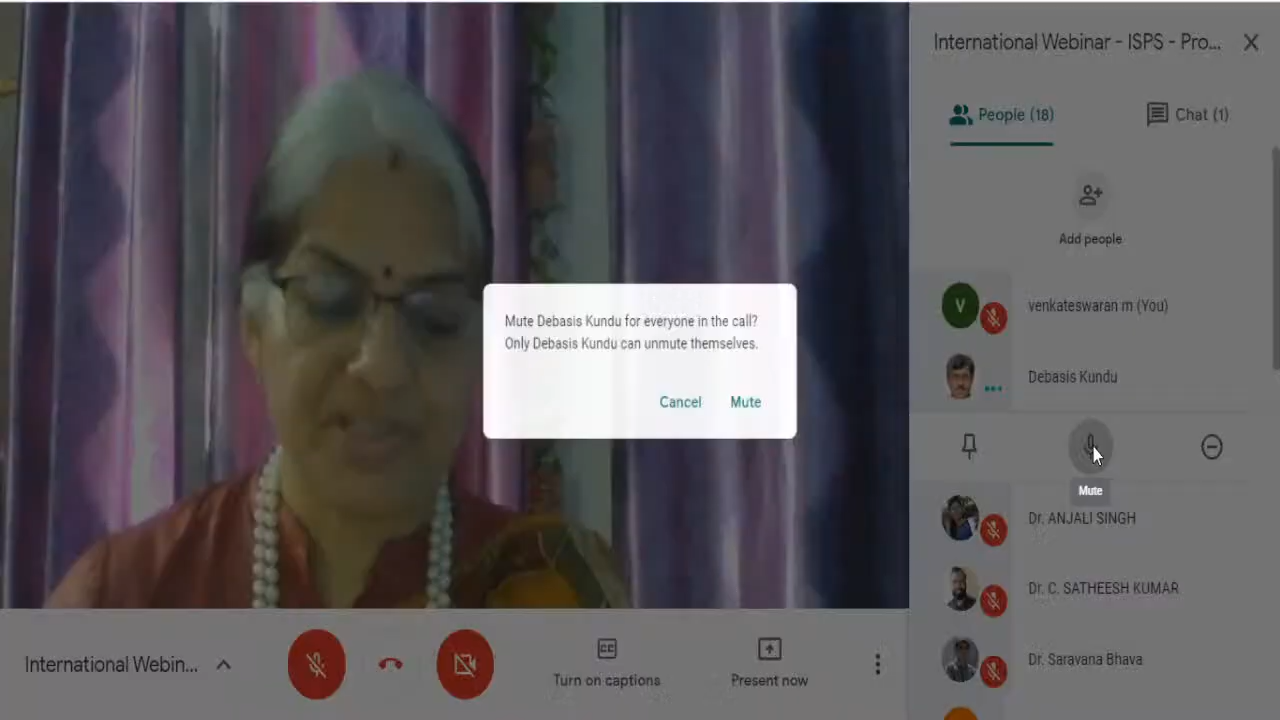 International Webinar - ISPS - Pro...
People (18)
Chat (1)
Add people
venkateswaran m (You)
V
Debasis Kundu
Mute
Dr. ANJALI SINGH
Dr. C. SATHEESH KUMAR
Dr. Saravana Bhava
Mute Debasis Kundu for everyone in the call?
Only Debasis Kundu can unmute themselves.
Cancel
Mute
International Webin...
CC
Turn on captions
Present now